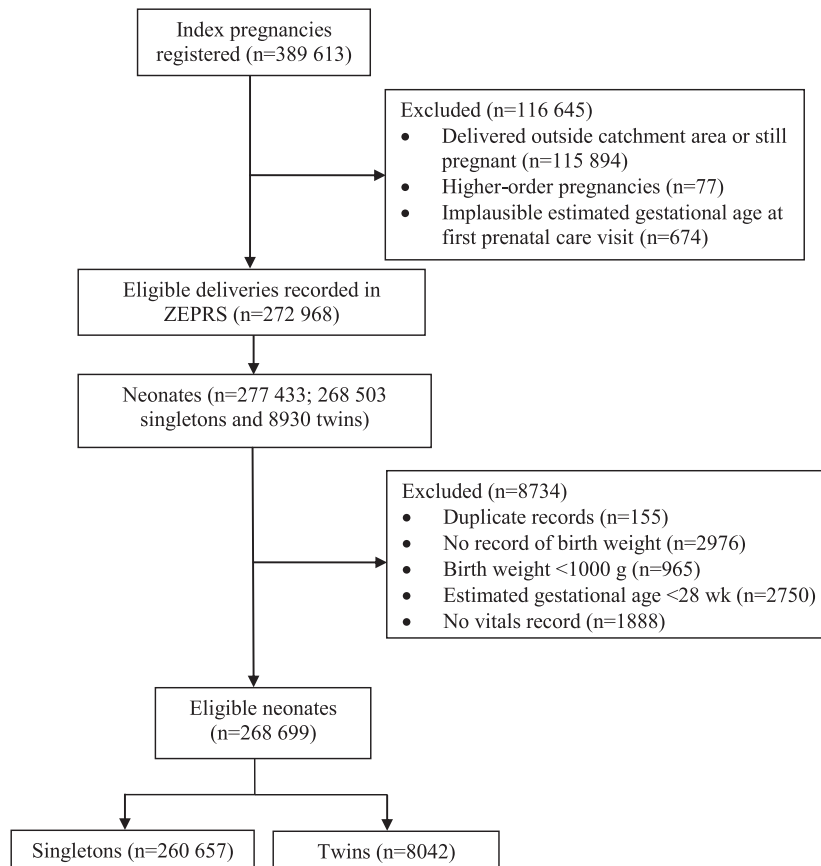 Index pregnancies
registered (n=389 613)
Excluded (n=116 645)
• Delivered outside catchment area or still
pregnant (n=115 894)
• Higher-order pregnancies (n=77)
• Implausible estimated gestational age at
first prenatal care visit (n=674)
Eligible deliveries recorded in
ZEPRS (n=272 968)
Neonates (n=277 433; 268 503
singletons and 8930 twins)
Excluded (n=8734)
• Duplicate records (n=155)
• No record of birth weight (n=2976)
• Birth weight <1000 g (n=965)
• Estimated gestational age <28 wk (n=2750)
• No vitals record (n=1888)
Eligible neonates
(n=268 699)
Singletons (n=260 657)
Twins (n=8042)